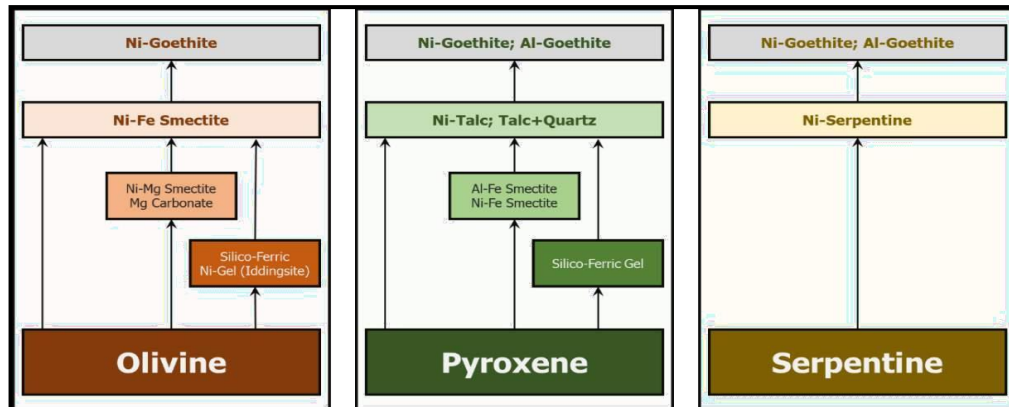 Ni-Goethite
Ni-Fe Smectite
Ni-Mg Smectite
Mg Carbonate
Silico-Ferric
Ni-Gel (Iddingsite)
Olivine
Ni-Goethite; Al-Goethite
Ni-Talc; Talc+Quartz
Al-Fe Smectite
Ni-Fe Smectite
Silico-Ferric Gel
Pyroxene
Ni-Goethite; Al-Goethite
Ni-Serpentine
Serpentine